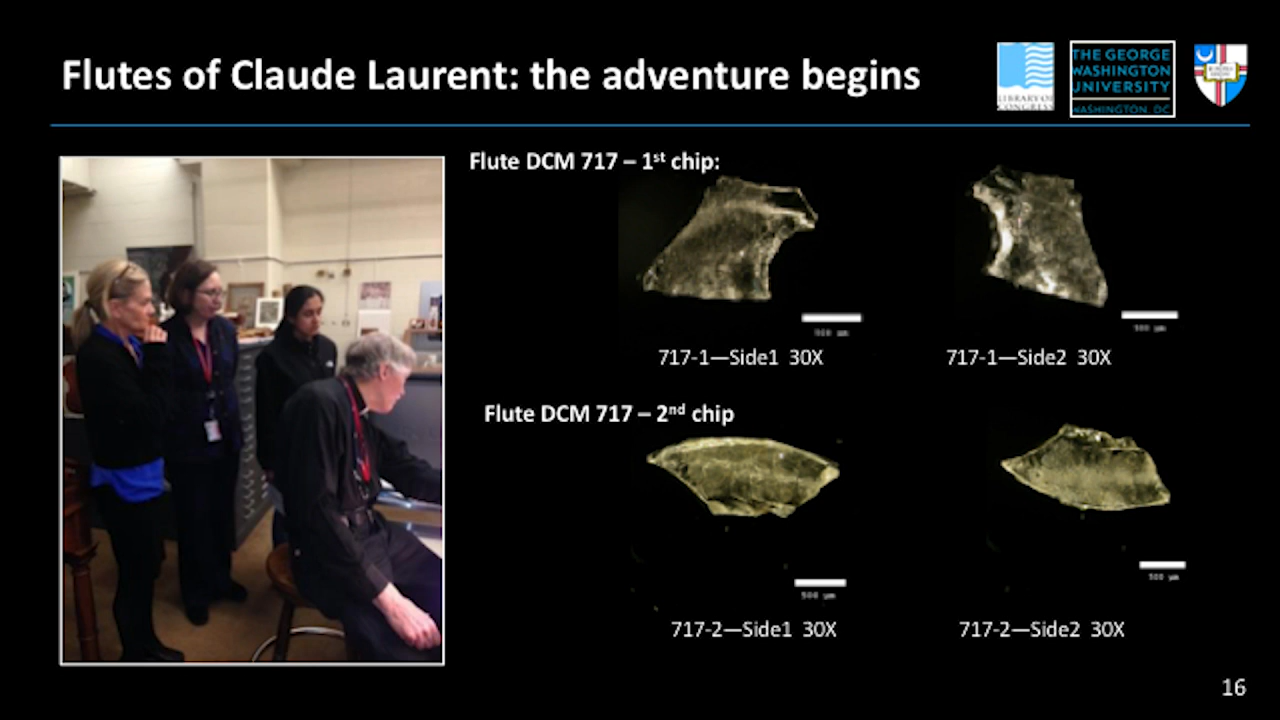 Flutes of Claude Laurent: the adventure begins
LIBRARY OF
CONGRESS
THE GEORGE
WASHINGTON
UNIVERSITY
WASHINGTON DC
Flute DCM 717 – 1st chip:
500 µm
500 µm
717-1—Side1 30X
717-1—Side2 30X
Flute DCM 717 – 2nd chip
500 µm
500 µm
717-2—Side1 30X
717-2—Side2 30X
16